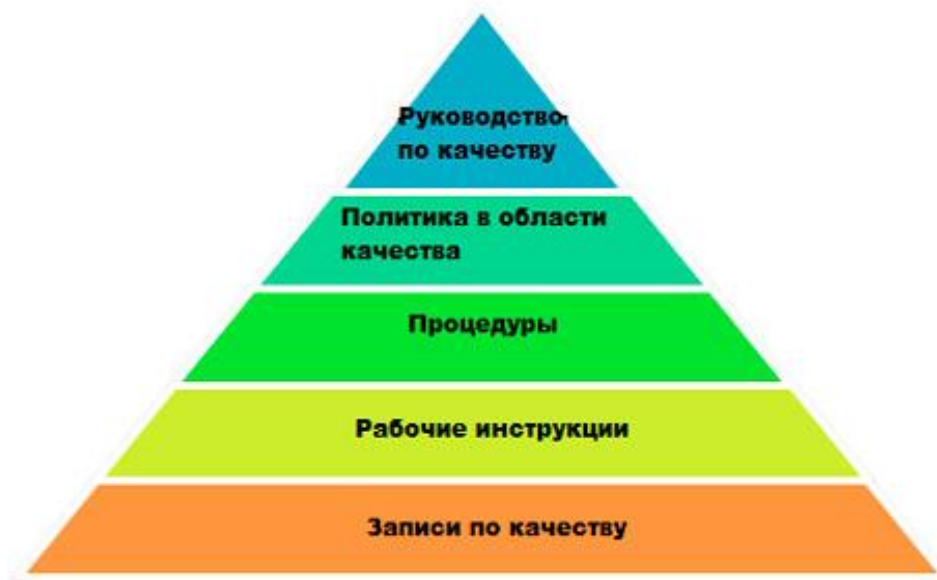 Руководство
по качеству
Политика в области
качества
Процедуры
Рабочие инструкции
Записи по качеству